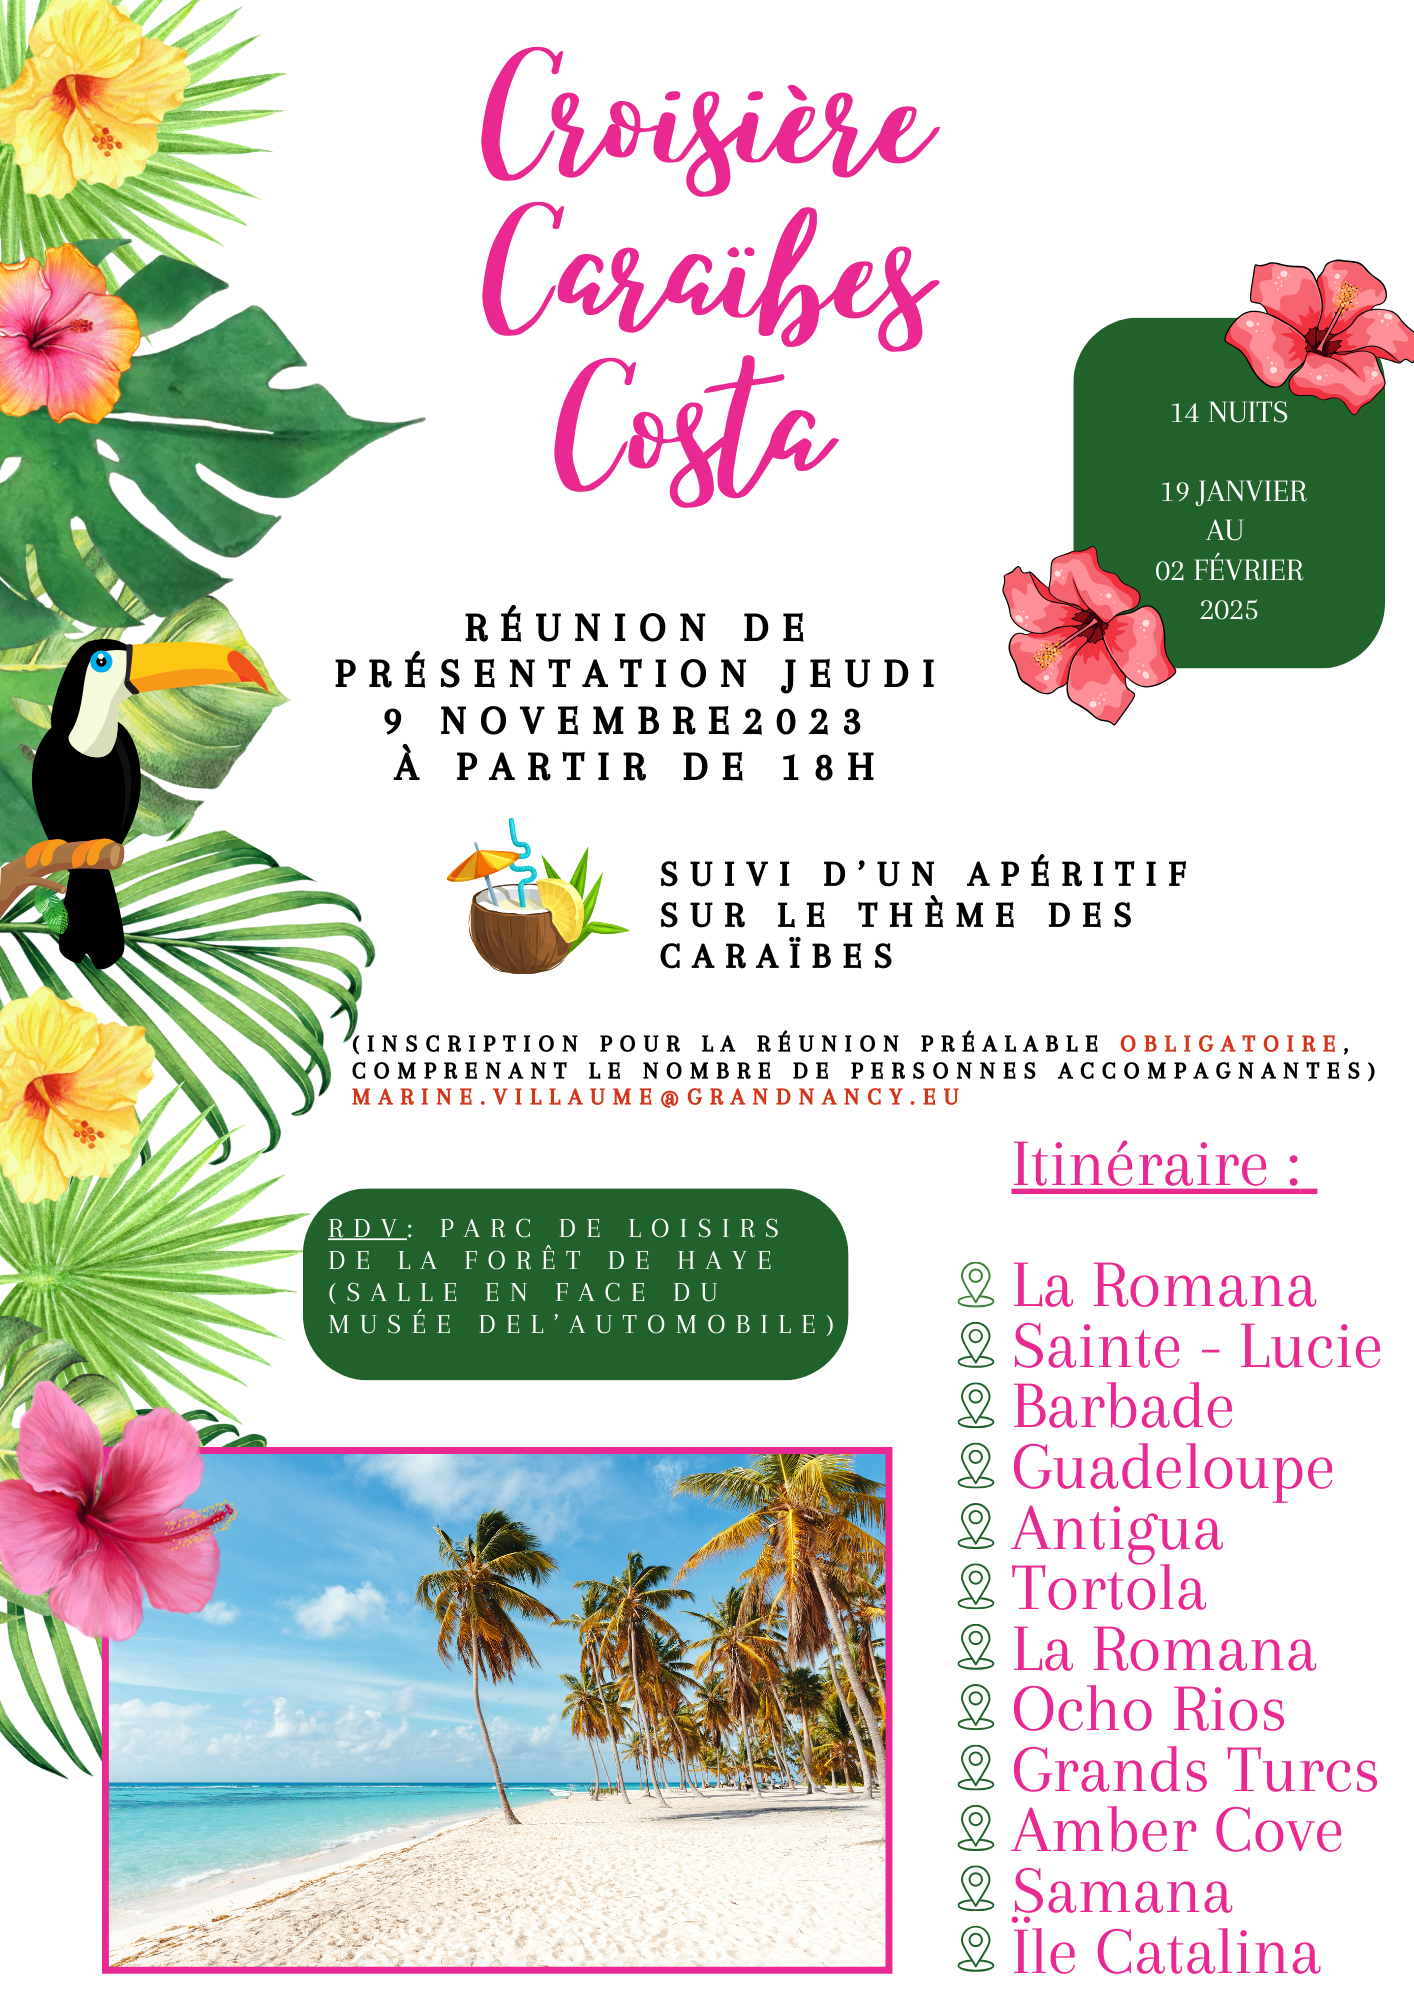 Croisière
Caraïbes
Costa
14 NUITS
19 JANVIER
AU
02 FÉVRIER
2025
RÉUNION DE
PRÉSENTATION JEUDI
9 NOVEMBRE2023
À PARTIR DE 18H
SUIVI D'UN APÉRITIF
SUR LE THÈME DES
CARAÏBES
(INSCRIPTION POUR LA RÉUNION PRÉALABLE OBLIGATOIRE,
COMPRENANT LE NOMBRE DE PERSONNES ACCOMPAGNANTES)
MARINE.VILLAUME@GRANDNANCY.EU
RDV : PARC DE LOISIRS
DE LA FORÊT DE HAYE
(SALLE EN FACE DU
MUSÉE DEL'AUTOMOBILE)
Itinéraire :
La Romana
Sainte - Lucie
Barbade
Guadeloupe
Antigua
Tortola
La Romana
Ocho Rios
Grands Turcs
Amber Cove
Samana
Ïle Catalina